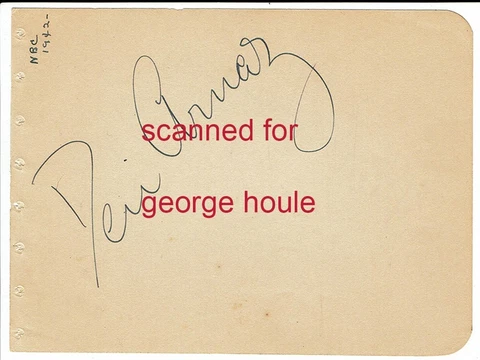 NBC
1942-
Desi Arnaz
scanned for
george houle